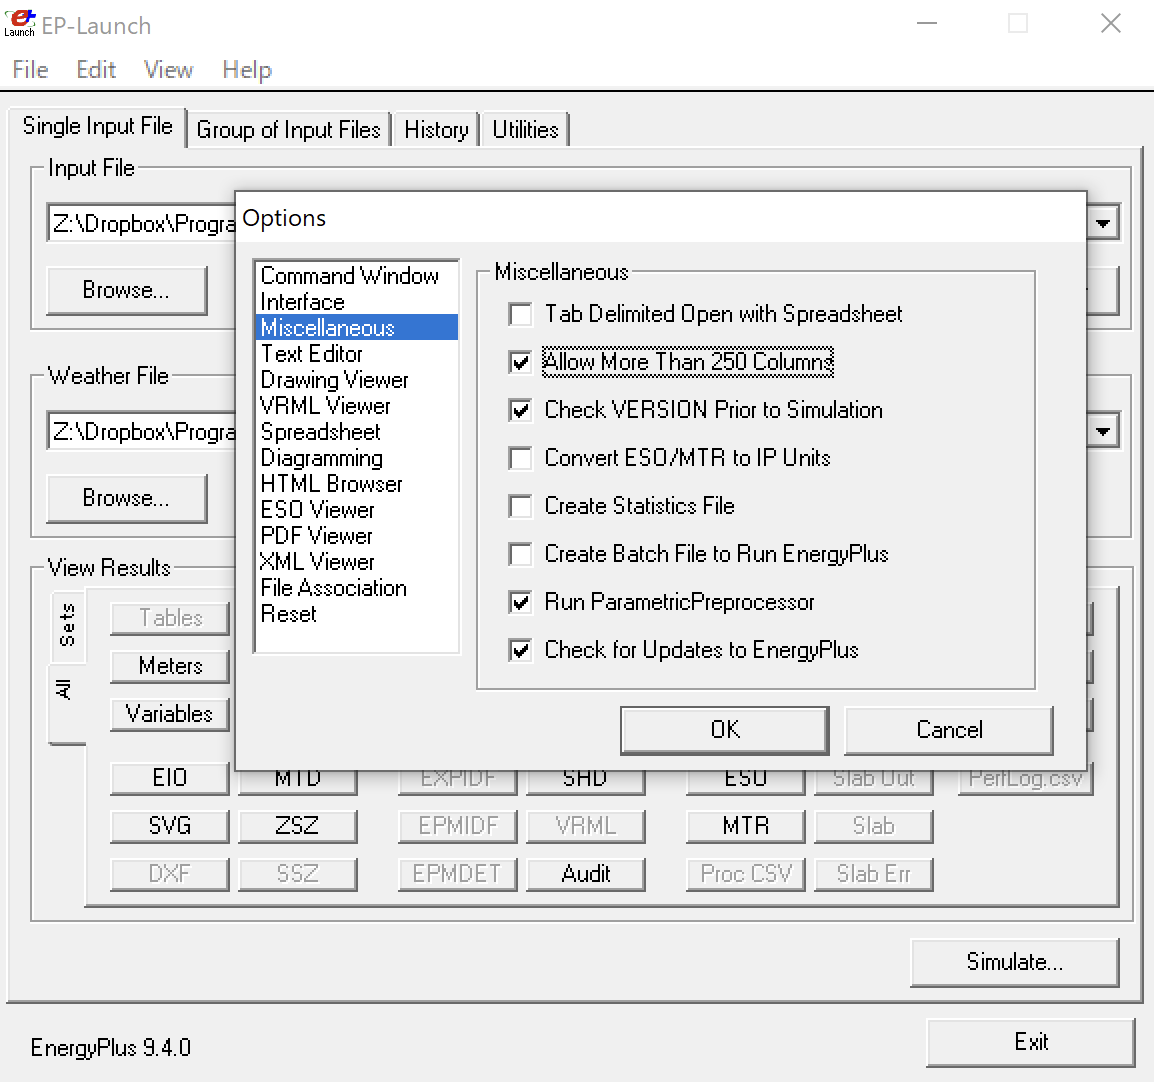 Launch EP-Launch
File Edit View Help
Single Input File Group of Input Files History Utilities
Input File
Z:\Dropbox\Progra
Browse...
Weather File
Z:\Dropbox\Progra
Browse...
View Results
Sets
All
Tables
Meters
Variables
Options
Command Window
Interface
Miscellaneous
Text Editor
Drawing Viewer
VRML Viewer
Spreadsheet
Diagramming
HTML Browser
ESO Viewer
PDF Viewer
XML Viewer
File Association
Reset
Miscellaneous
Tab Delimited Open with Spreadsheet
Allow More Than 250 Columns
Check VERSION Prior to Simulation
Convert ESO/MTR to IP Units
Create Statistics File
Create Batch File to Run EnergyPlus
Run ParametricPreprocessor
Check for Updates to EnergyPlus
OK Cancel
EIO MTD EXPIDF SHD ESO Slab Out PerfLog.csv
SVG ZSZ EPMIDF VRML MTR Slab
DXF SSZ EPMDET Audit Proc CSV Slab Err
Simulate...
EnergyPlus 9.4.0
Exit